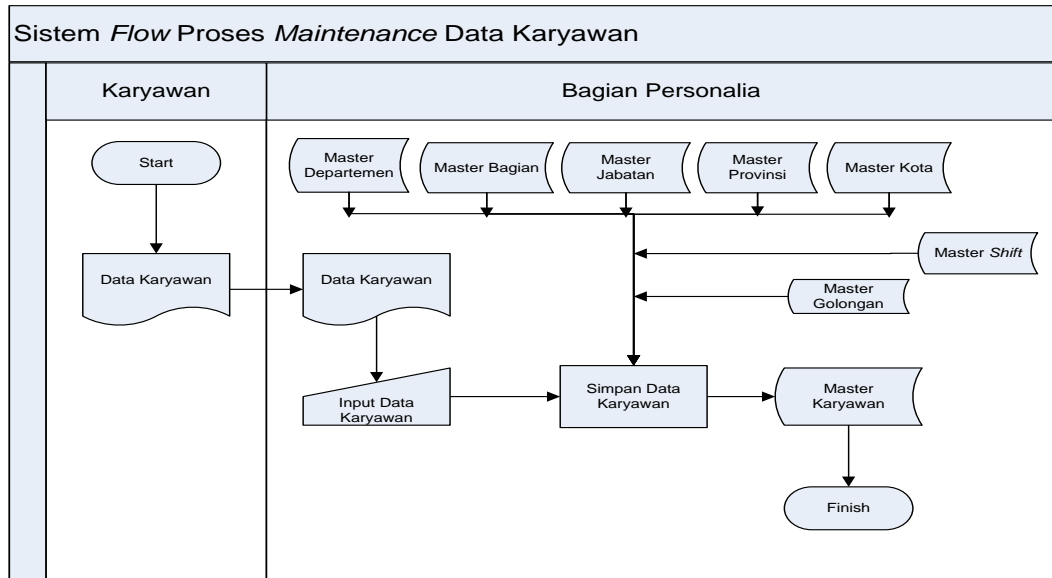 Sistem Flow Proses Maintenance Data Karyawan
Karyawan
Bagian Personalia
Start
Master
Departemen
Master Bagian
Master
Jabatan
Master
Provinsi
Master Kota
Master Shift
Data Karyawan
Data Karyawan
Master
Golongan
Input Data
Karyawan
Simpan Data
Karyawan
Master
Karyawan
Finish